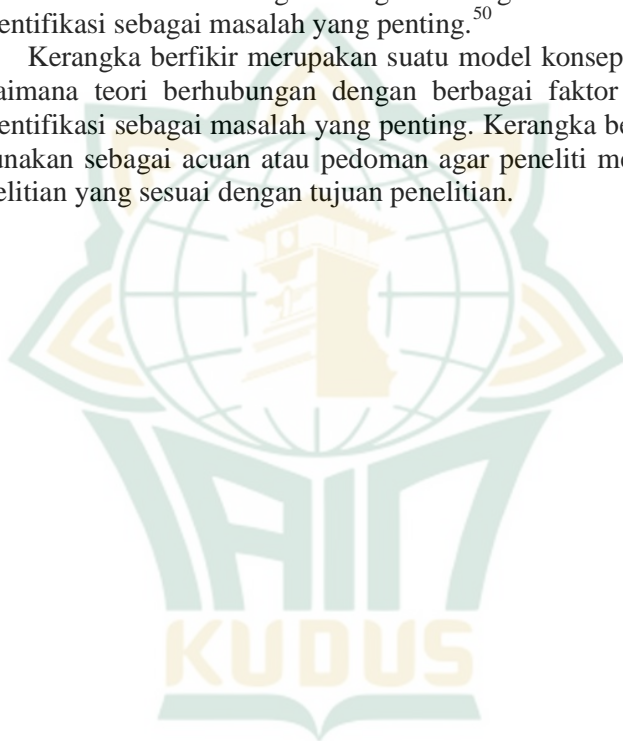 entifikasi sebagai masalah yang penting.50
Kerangka berfikir merupakan suatu model konsep
aimana teori berhubungan dengan berbagai faktor
entifikasi sebagai masalah yang penting. Kerangka be
unakan sebagai acuan atau pedoman agar peneliti me
elitian yang sesuai dengan tujuan penelitian.
IAIN
KUDUS